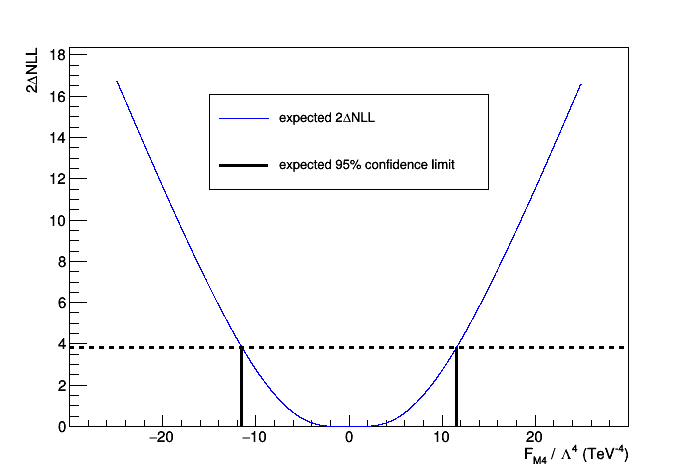 2ΔNLL
18
16
14
12
10
8
6
4
2
0
expected 2ΔNLL
expected 95% confidence limit
−20 −10 0 10 20
F_M4 / Λ^4 (TeV^-4)